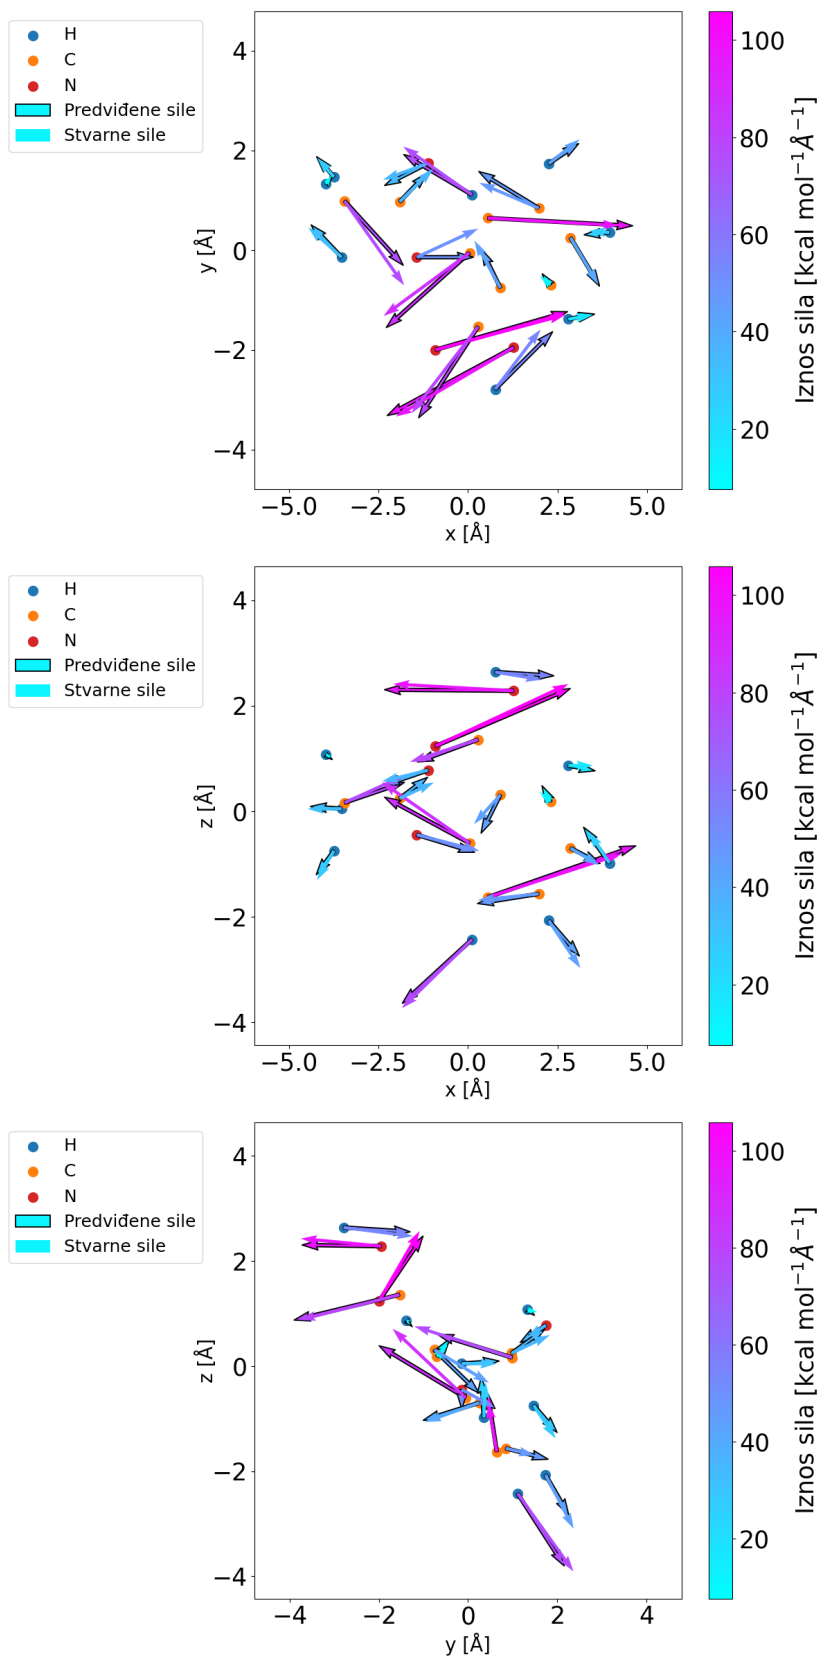 H
C
N
Predviđene sile
Stvarne sile
4
2
0
−2
−4
y [Å]
−5.0 −2.5 0.0 2.5 5.0
x [Å]
100
80
60
40
20
Iznos sila [kcal mol⁻¹Å⁻¹]
H
C
N
Predviđene sile
Stvarne sile
4
2
0
−2
−4
z [Å]
−5.0 −2.5 0.0 2.5 5.0
x [Å]
100
80
60
40
20
Iznos sila [kcal mol⁻¹Å⁻¹]
H
C
N
Predviđene sile
Stvarne sile
4
2
0
−2
−4
z [Å]
−4 −2 0 2 4
y [Å]
100
80
60
40
20
Iznos sila [kcal mol⁻¹Å⁻¹]